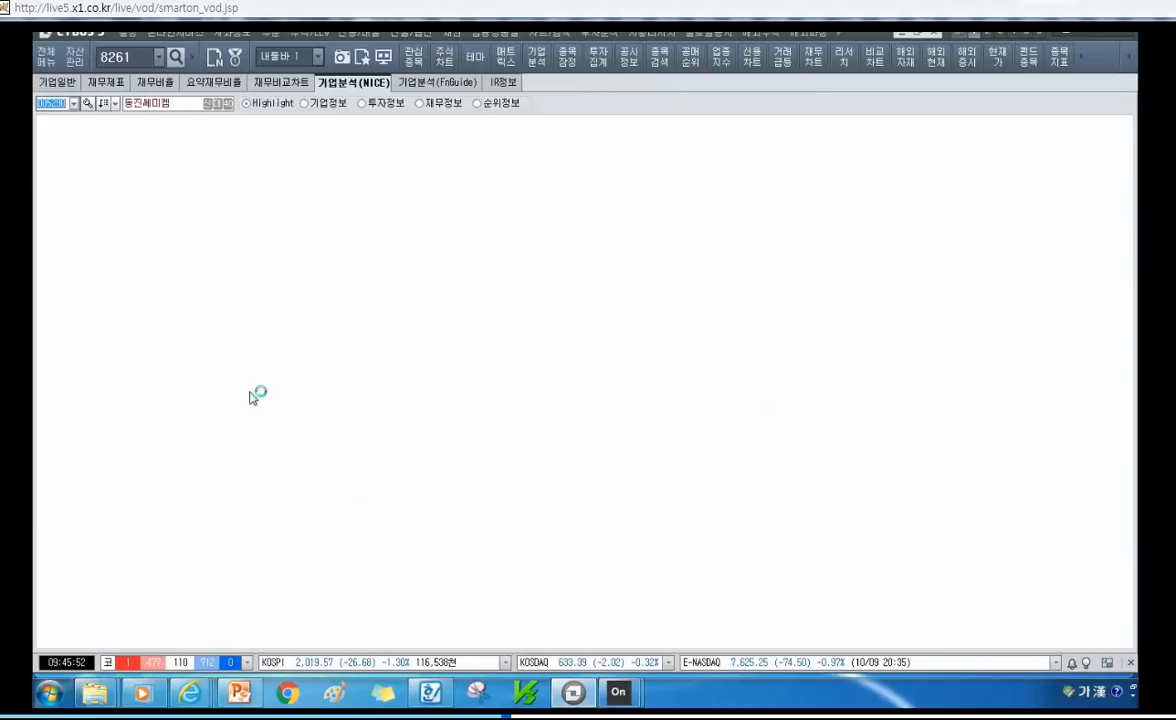 http://live5.x1.co.kr/live/vod/smarton_vod.jsp
전체 메뉴 자산 관리 8261 내툴바 1 관심 종목 주식 차트 테마 매트 릭스 기업 분석 종목 잠정 투자 집계 공시 정보 종목 검색 공매 순위 업종 지수 신용 차트 거래 급등 재무 차트 리서 치 비교 차트 해외 자재 해외 현재 해외 증시 현재 가 펀드 종목 종목 지표
기업일반 재무제표 재무비율 요약재무비율 재무비교차트 기업분석(NICE) 기업분석(FnGuide) IR정보
동진쎄미켐 Highlight 기업정보 투자정보 재무정보 순위정보
09:45:52 코 1 477 110 712 0 KOSPI 2,019.57 (-26.68) -1.30% 116,538천 KOSDAQ 633.39 (-2.02) -0.32% E-NASDAQ 7,625.25 (-74.50) -0.97% (10/09 20:35)
On 가 漢